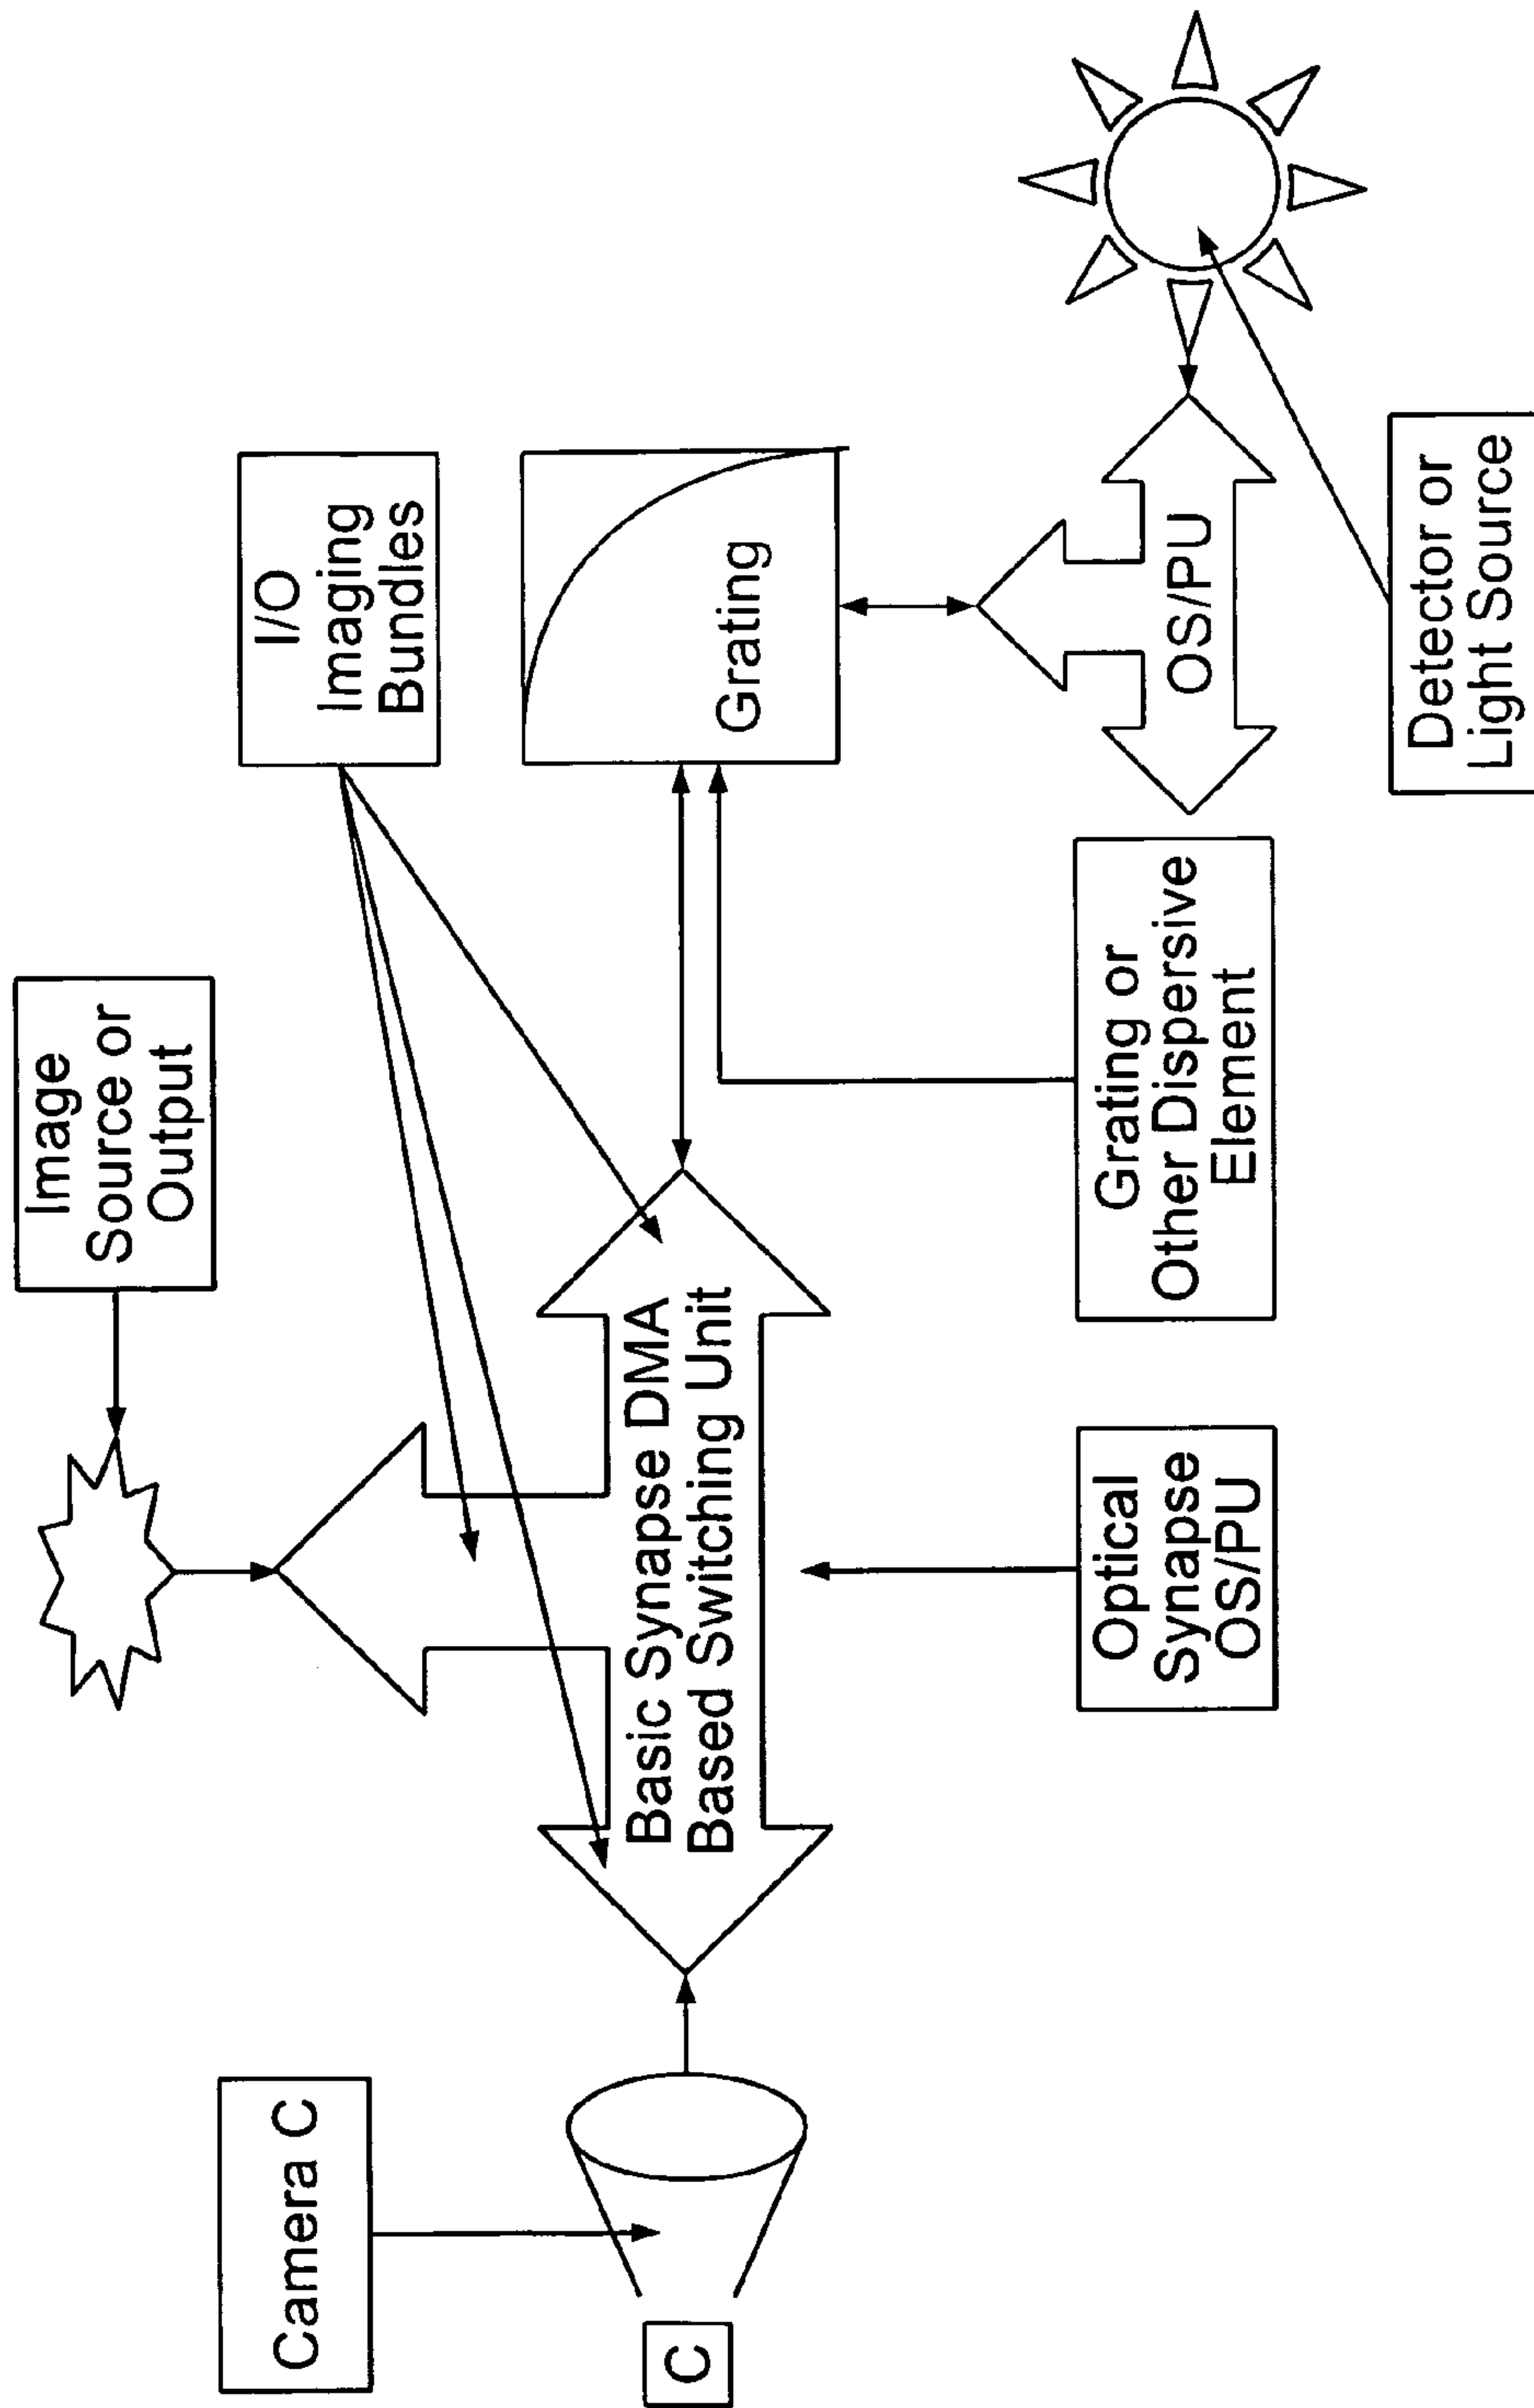 Image
Source or
Output
I/O
Imaging
Bundles
Camera C
C
Basic Synapse DMA
Based Switching Unit
Grating
Optical
Synapse
OS/PU
Grating or
Other Dispersive
Element
OS/PU
Detector or
Light Source